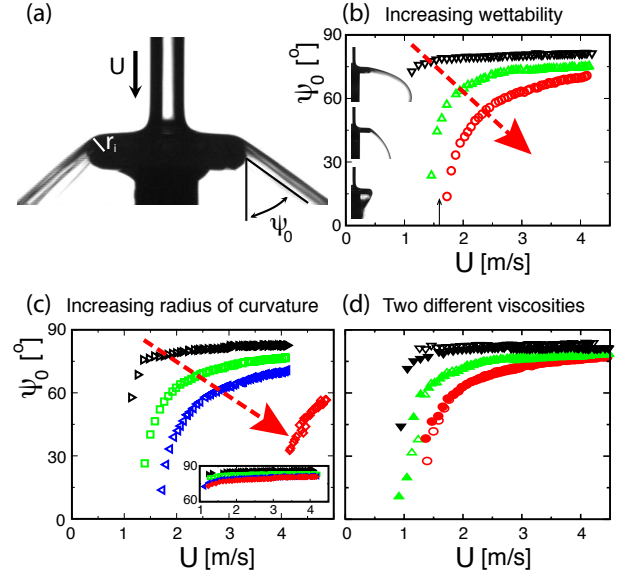 (a)
U
r_i
ψ_0
(b) Increasing wettability
90
60
30
0
ψ_0 [°]
0 1 2 3 4
U [m/s]
(c) Increasing radius of curvature
90
60
30
0
ψ_0 [°]
90
60
1 2 3 4
0 1 2 3 4
U [m/s]
(d) Two different viscosities
0 1 2 3 4
U [m/s]